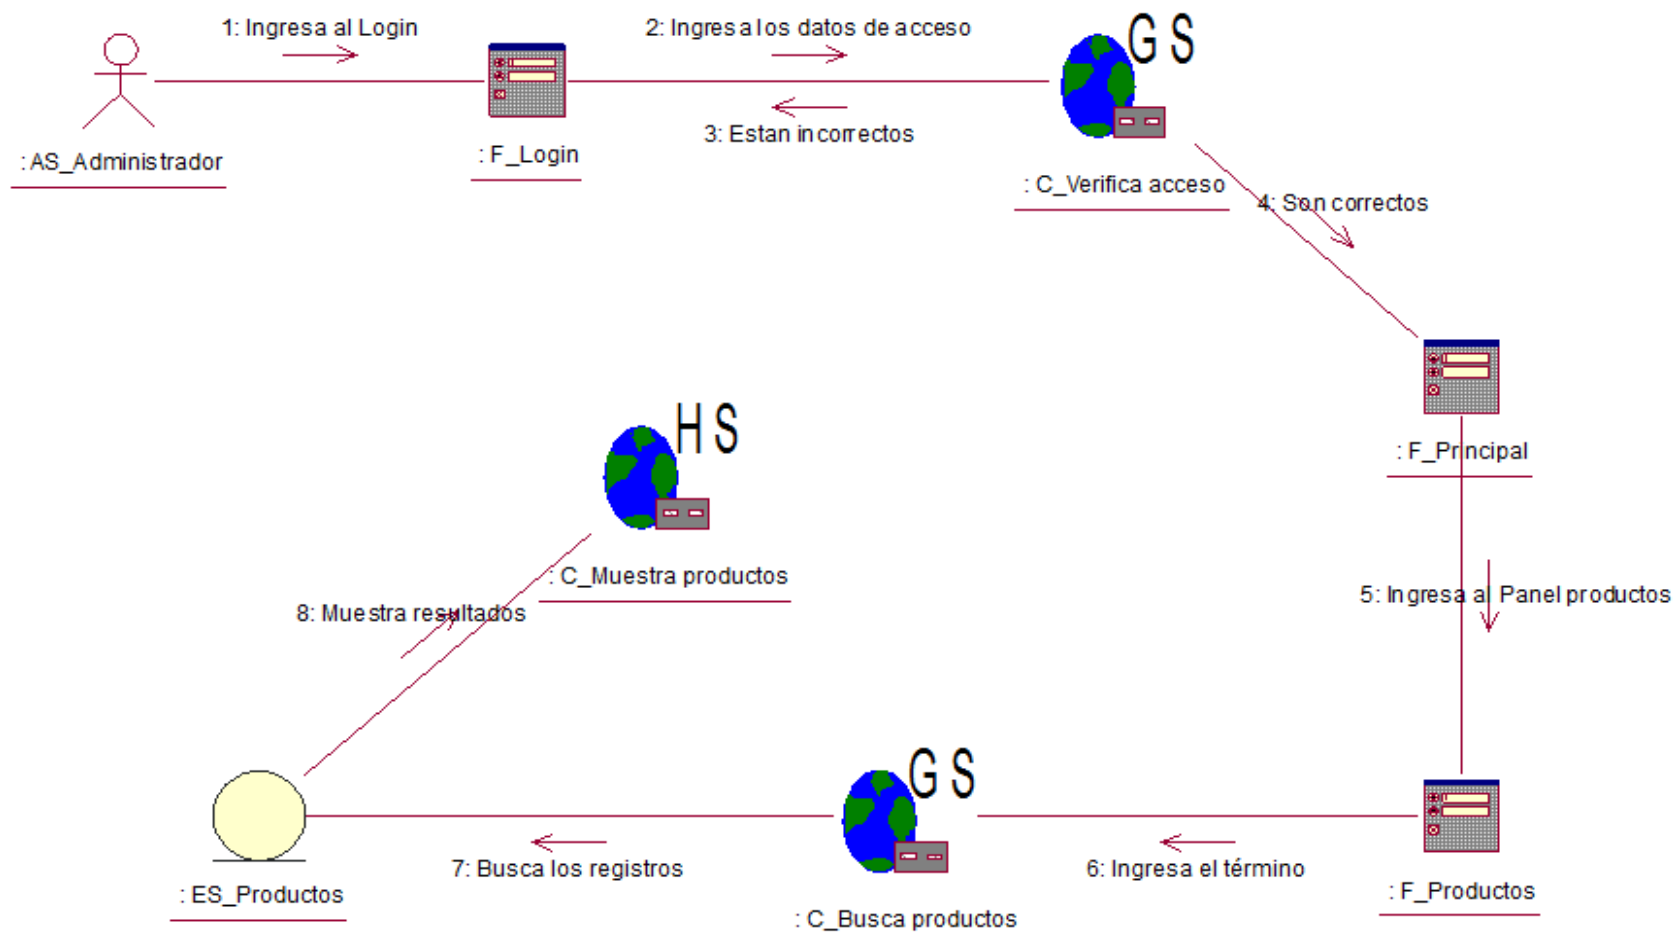 1: Ingresa al Login
2: Ingresa los datos de acceso
G S
3: Estan incorrectos
: AS_Administrador
: F_Login
: C_Verifica acceso
4: Son correctos
H S
: F_Principal
: C_Muestra productos
5: Ingresa al Panel productos
8: Muestra resultados
G S
7: Busca los registros
6: Ingresa el término
: ES_Productos
: C_Busca productos
: F_Productos